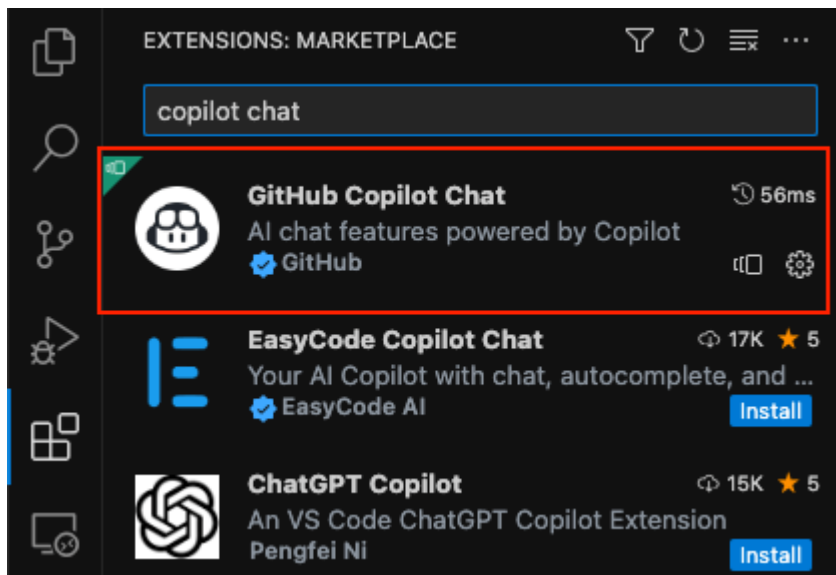 EXTENSIONS: MARKETPLACE
copilot chat
GitHub Copilot Chat 56ms
AI chat features powered by Copilot
GitHub
EasyCode Copilot Chat 17K 5
Your AI Copilot with chat, autocomplete, and ...
EasyCode AI Install
ChatGPT Copilot 15K 5
An VS Code ChatGPT Copilot Extension
Pengfei Ni Install